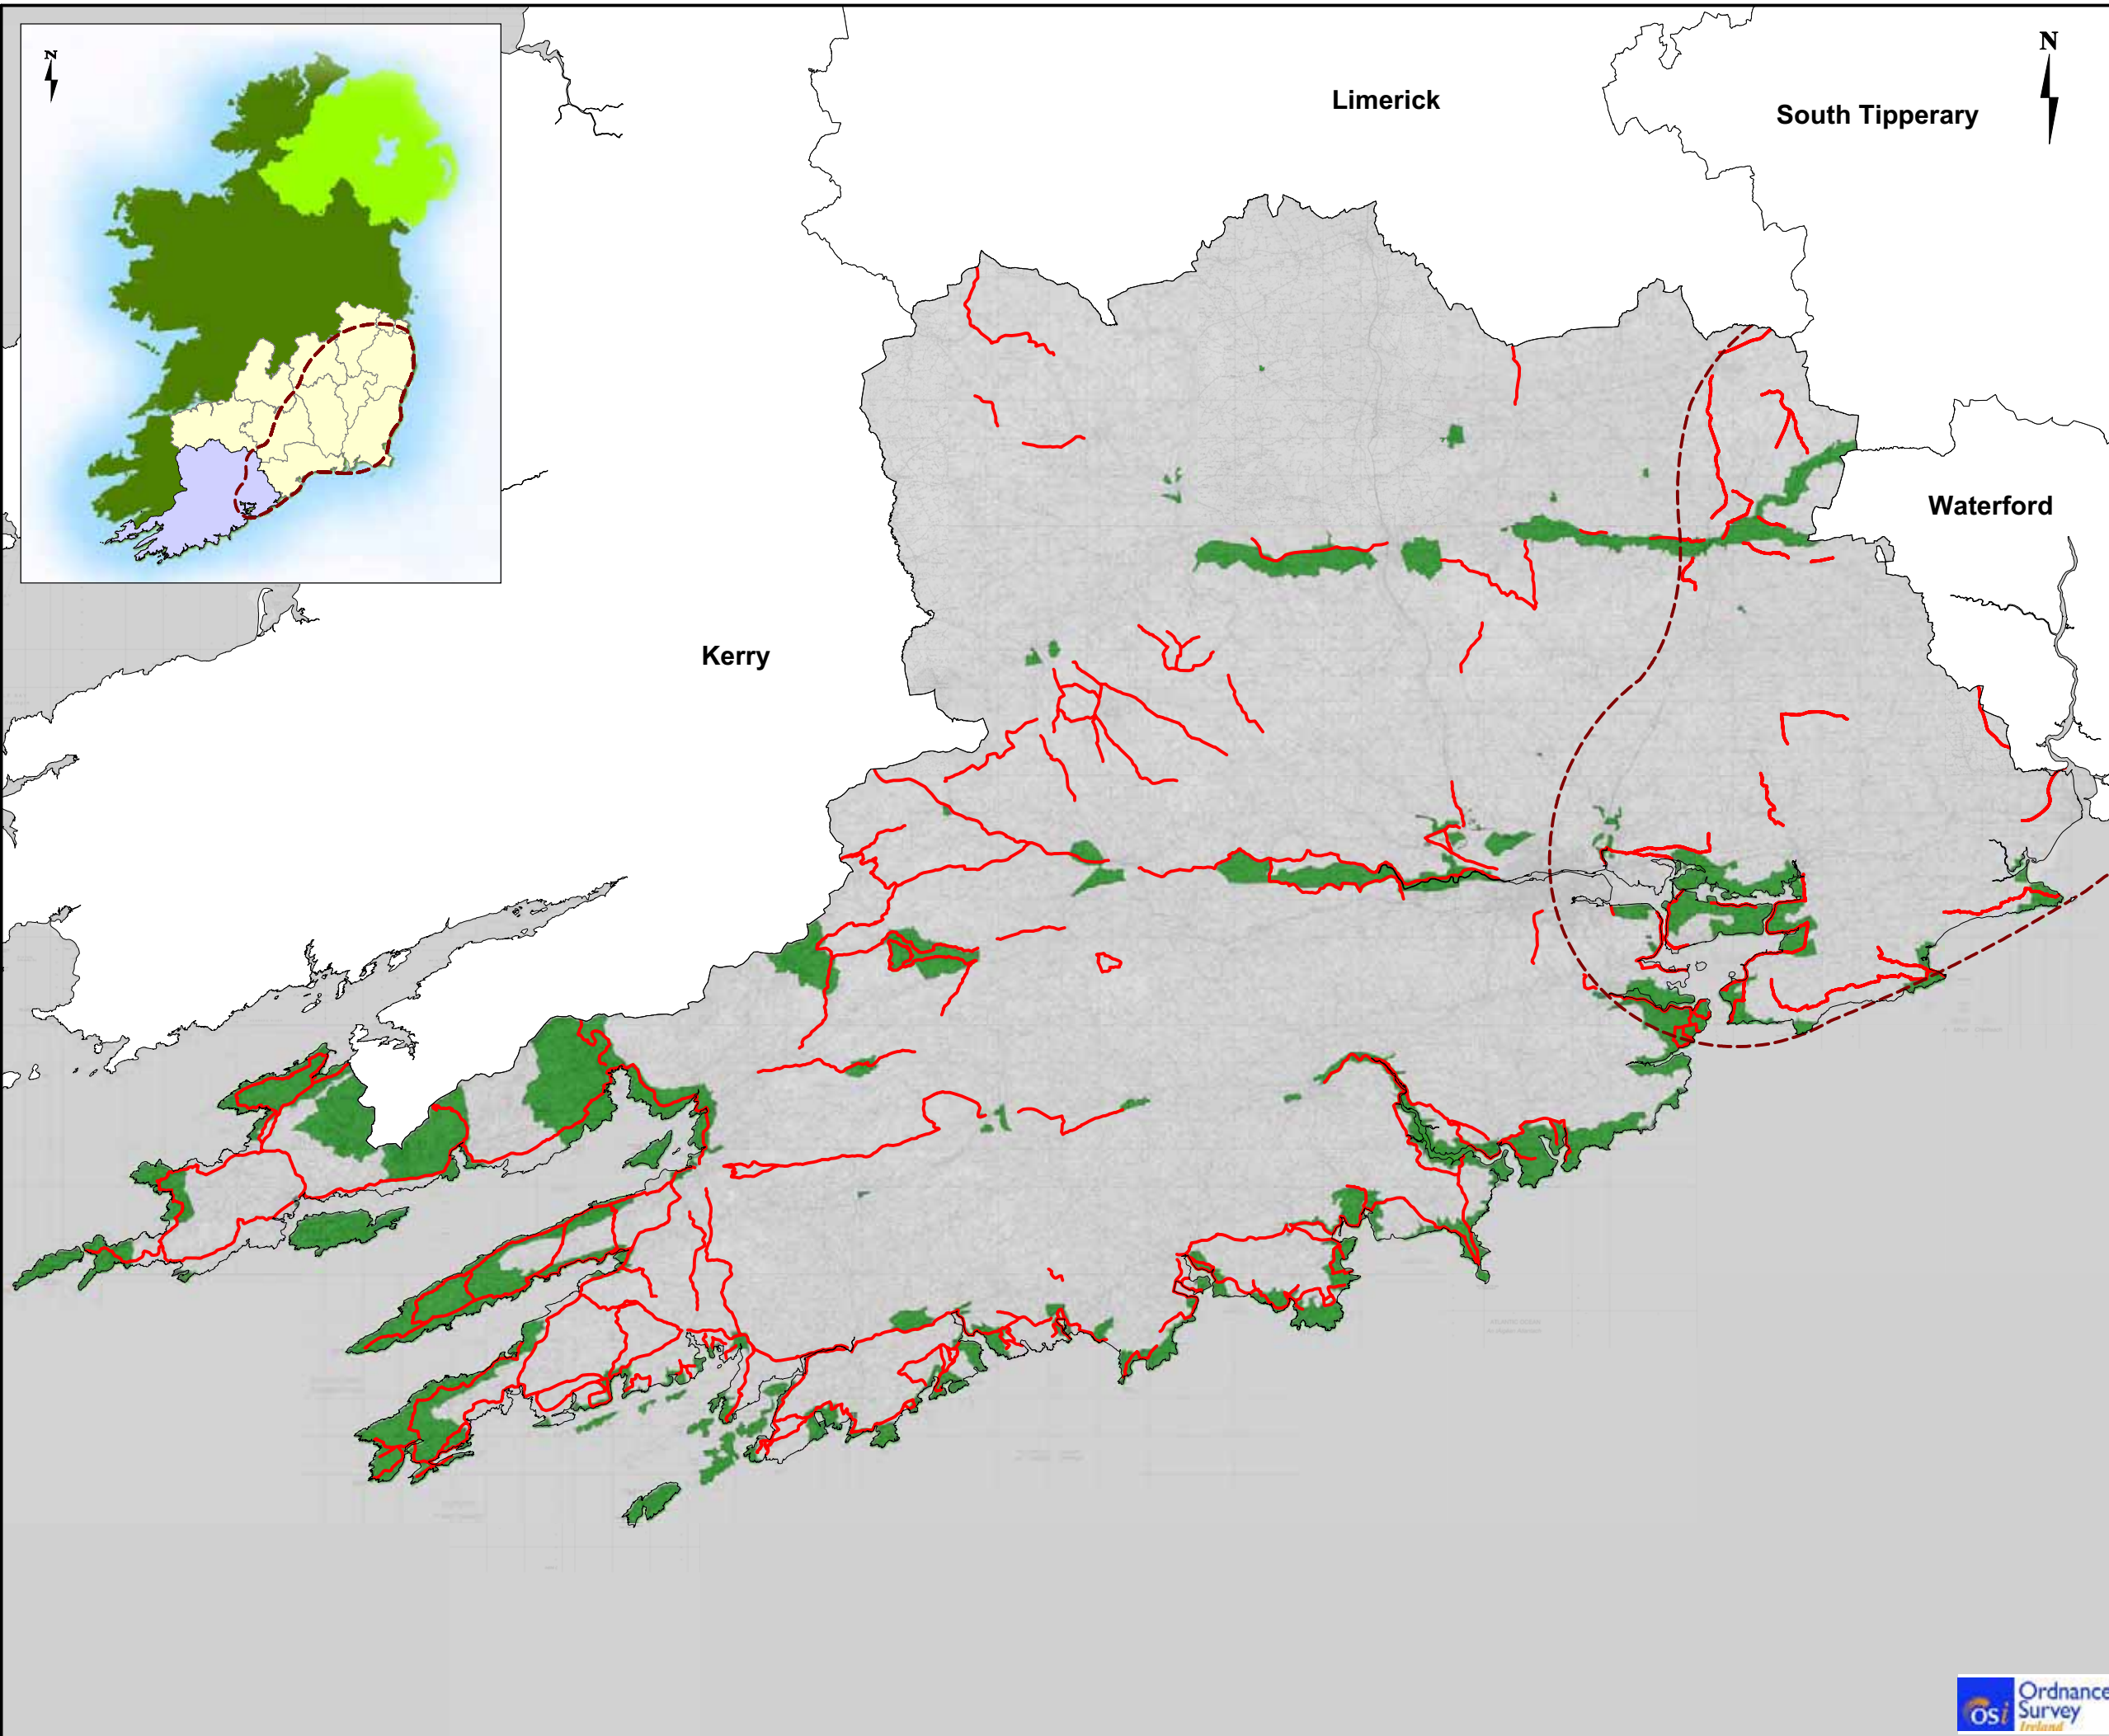 N
N
Limerick
South Tipperary
Waterford
Kerry
osi
Ordnance
Survey
Ireland